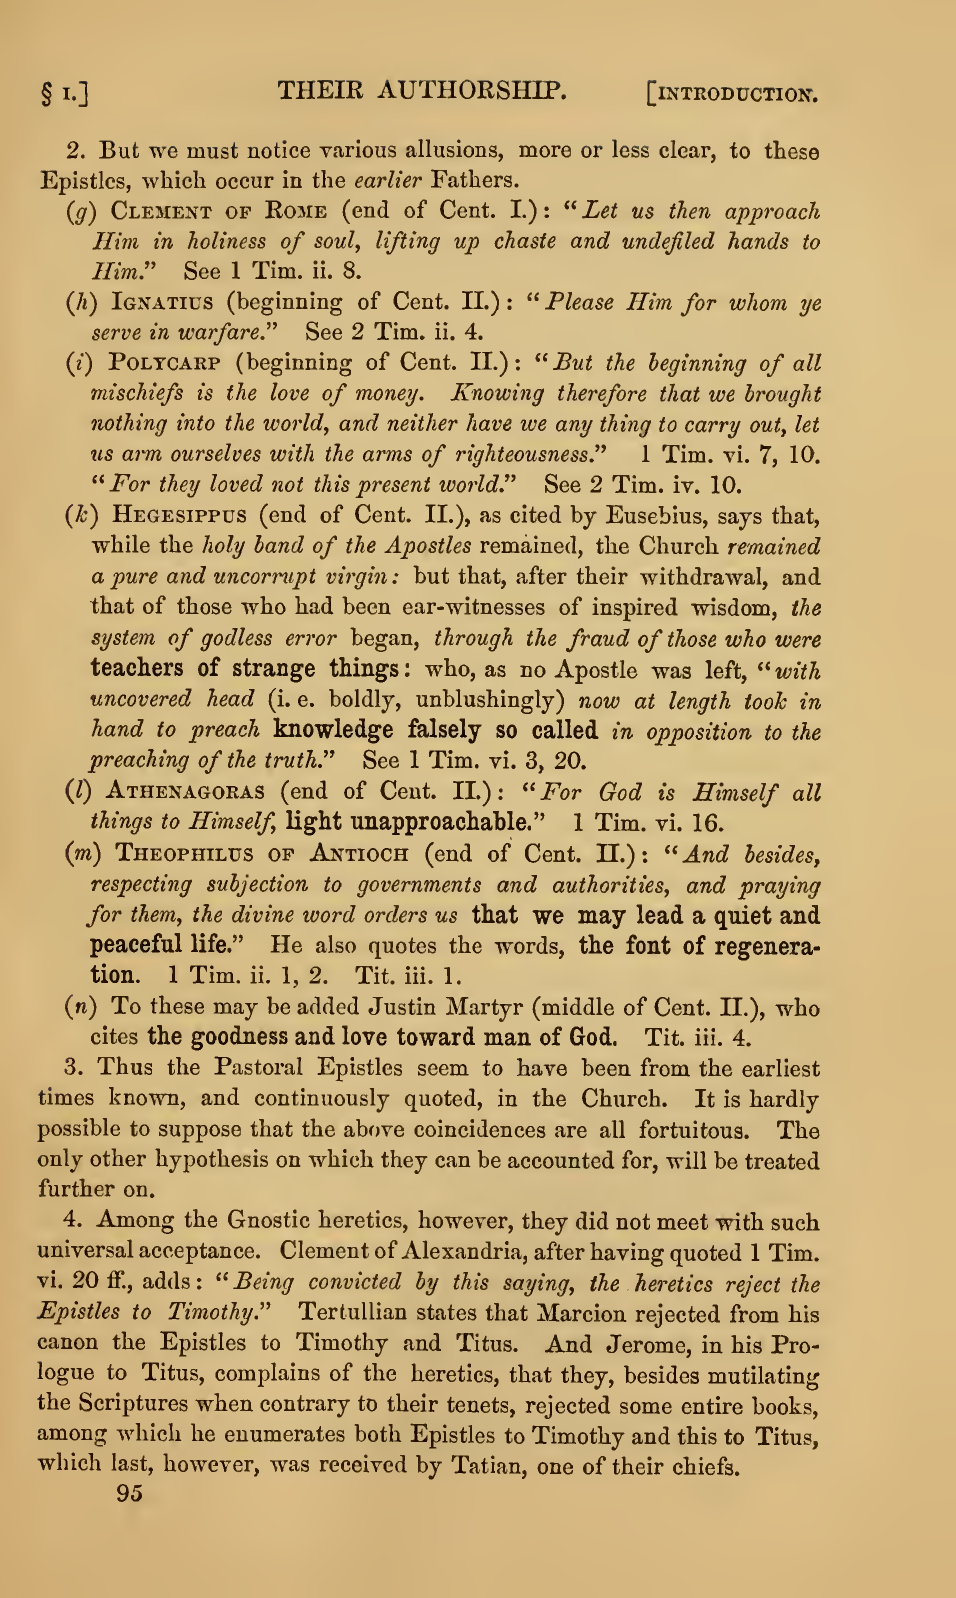 § I.] THEIR AUTHORSHIP. [INTRODUCTION.
2. But we must notice various allusions, more or less clear, to these
Epistles, which occur in the earlier Fathers.
(g) CLEMENT OF ROME (end of Cent. I.): “Let us then approach
Him in holiness of soul, lifting up chaste and undefiled hands to
Him.” See 1 Tim. ii. 8.
(h) IGNATIUS (beginning of Cent. II.): “Please Him for whom ye
serve in warfare.” See 2 Tim. ii. 4.
(i) POLYCARP (beginning of Cent. II.): “But the beginning of all
mischiefs is the love of money. Knowing therefore that we brought
nothing into the world, and neither have we any thing to carry out, let
us arm ourselves with the arms of righteousness.” 1 Tim. vi. 7, 10.
“For they loved not this present world.” See 2 Tim. iv. 10.
(k) HEGESIPPUS (end of Cent. II.), as cited by Eusebius, says that,
while the holy band of the Apostles remained, the Church remained
a pure and uncorrupt virgin: but that, after their withdrawal, and
that of those who had been ear-witnesses of inspired wisdom, the
system of godless error began, through the fraud of those who were
teachers of strange things: who, as no Apostle was left, “with
uncovered head (i. e. boldly, unblushingly) now at length took in
hand to preach knowledge falsely so called in opposition to the
preaching of the truth.” See 1 Tim. vi. 3, 20.
(l) ATHENAGORAS (end of Cent. II.): “For God is Himself all
things to Himself, light unapproachable.” 1 Tim. vi. 16.
(m) THEOPHILUS OF ANTIOCH (end of Cent. II.): “And besides,
respecting subjection to governments and authorities, and praying
for them, the divine word orders us that we may lead a quiet and
peaceful life.” He also quotes the words, the font of regenera-
tion. 1 Tim. ii. 1, 2. Tit. iii. 1.
(n) To these may be added Justin Martyr (middle of Cent. II.), who
cites the goodness and love toward man of God. Tit. iii. 4.
3. Thus the Pastoral Epistles seem to have been from the earliest
times known, and continuously quoted, in the Church. It is hardly
possible to suppose that the above coincidences are all fortuitous. The
only other hypothesis on which they can be accounted for, will be treated
further on.
4. Among the Gnostic heretics, however, they did not meet with such
universal acceptance. Clement of Alexandria, after having quoted 1 Tim.
vi. 20 ff., adds: “Being convicted by this saying, the heretics reject the
Epistles to Timothy.” Tertullian states that Marcion rejected from his
canon the Epistles to Timothy and Titus. And Jerome, in his Pro-
logue to Titus, complains of the heretics, that they, besides mutilating
the Scriptures when contrary to their tenets, rejected some entire books,
among which he enumerates both Epistles to Timothy and this to Titus,
which last, however, was received by Tatian, one of their chiefs.
95